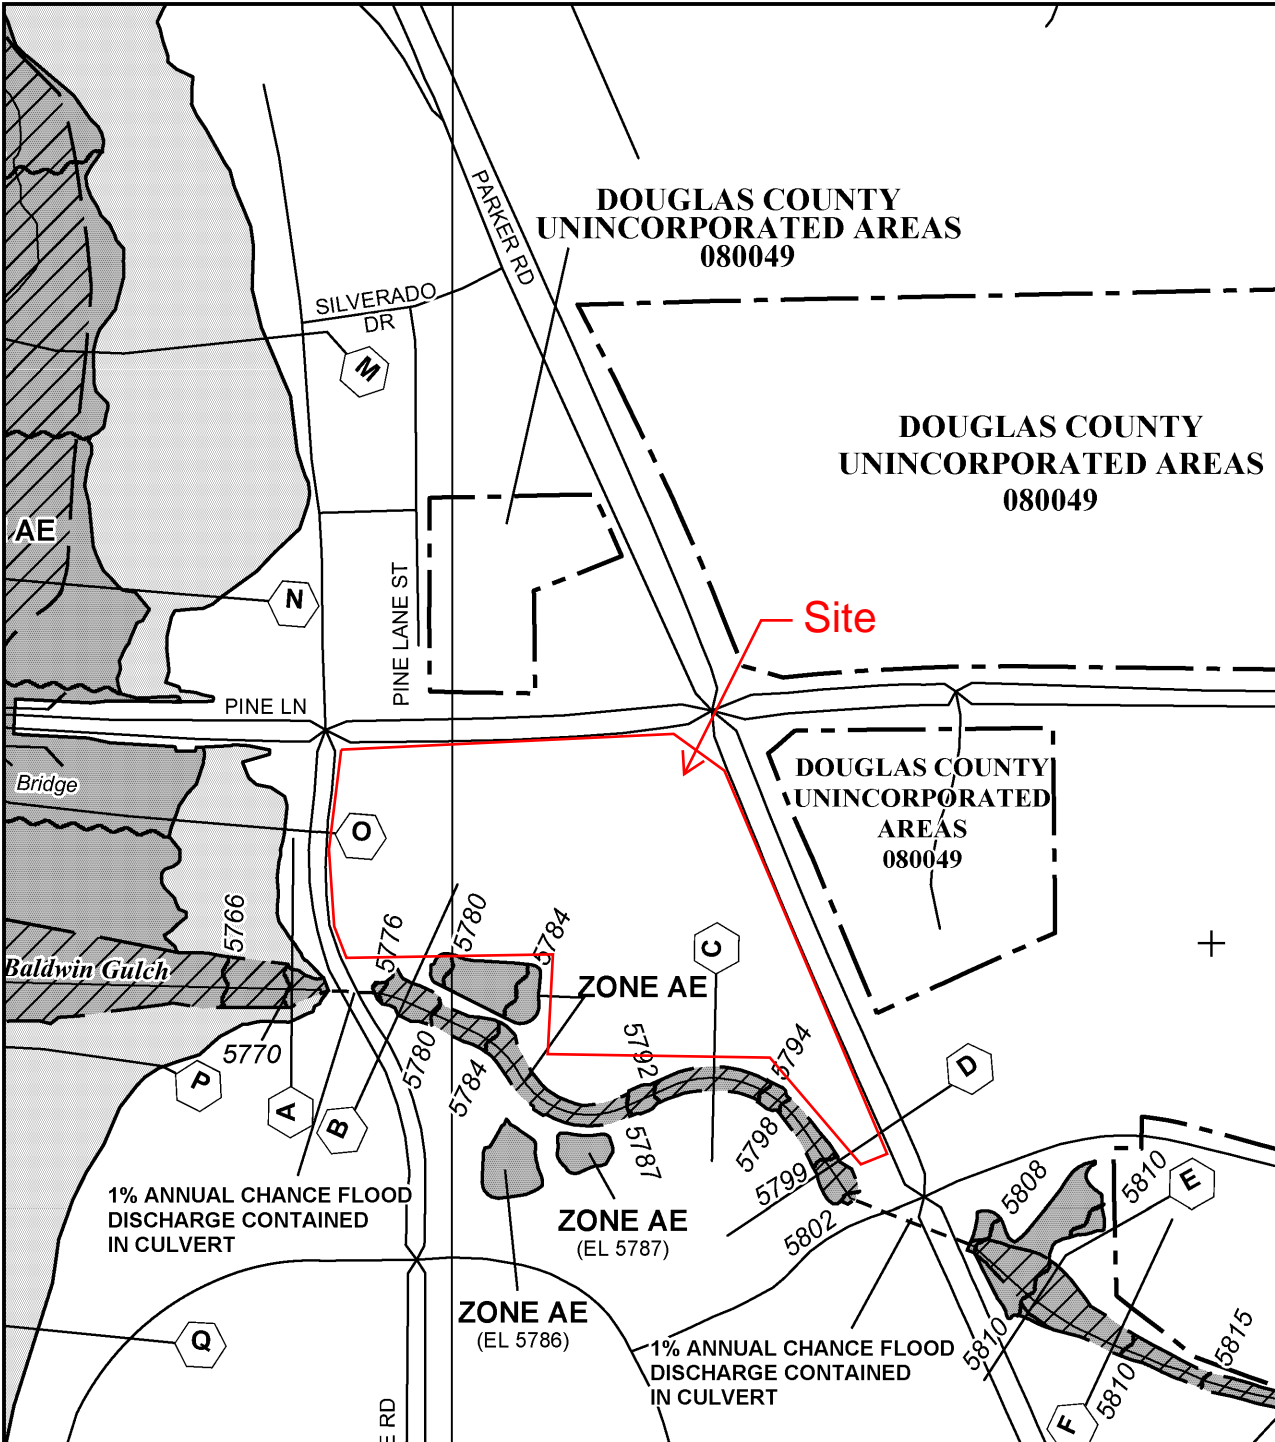 PARKER RD
DOUGLAS COUNTY
UNINCORPORATED AREAS
080049
SILVERADO
DR
M
DOUGLAS COUNTY
UNINCORPORATED AREAS
080049
AE
N
PINE LANE ST
Site
PINE LN
Bridge
O
DOUGLAS COUNTY
UNINCORPORATED
AREAS
080049
5766
5776
5780
5784
C
Baldwin Gulch
ZONE AE
5770
5780
5784
5792
5794
D
P
A
B
5787
5798
5799
5802
5808
5810
E
1% ANNUAL CHANCE FLOOD
DISCHARGE CONTAINED
IN CULVERT
ZONE AE
(EL 5787)
ZONE AE
(EL 5786)
Q
1% ANNUAL CHANCE FLOOD
DISCHARGE CONTAINED
IN CULVERT
5810
5810
5815
F
E RD